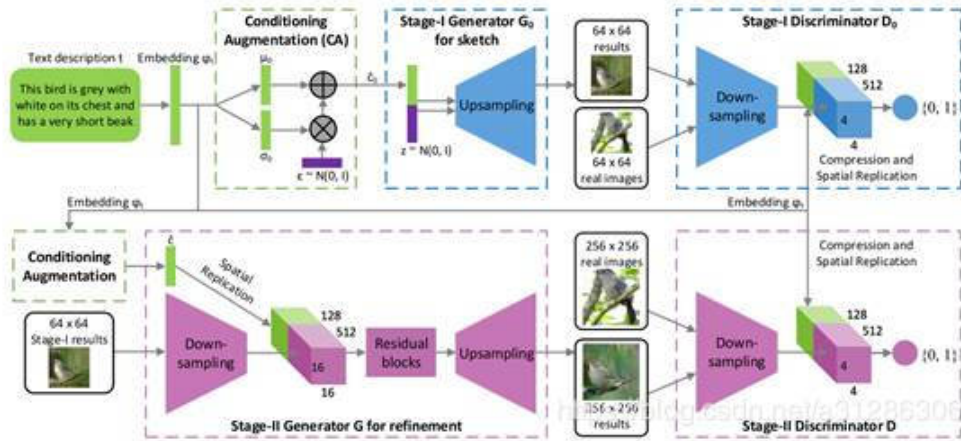 Conditioning
Augmentation (CA)
Stage-I Generator G₀
for sketch
64 x 64
results
Stage-I Discriminator D₀
Text description t
Embedding φₜ
μ₀
ĉ₀
128
512
This bird is grey with
white on its chest and
has a very short beak
Upsampling
Down-
sampling
4
{0, 1}
σ₀
ε ~ N(0, I)
z ~ N(0, I)
64 x 64
real images
4
Compression and
Spatial Replication
Embedding φₜ
Embedding φₜ
Conditioning
Augmentation
ĉ
Spatial
Replication
256 x 256
real images
Compression and
Spatial Replication
64 x 64
Stage-I results
128
512
128
512
Down-
sampling
16
Residual
blocks
Upsampling
Down-
sampling
4
{0, 1}
16
4
256 x 256
results
Stage-II Generator G for refinement
Stage-II Discriminator D